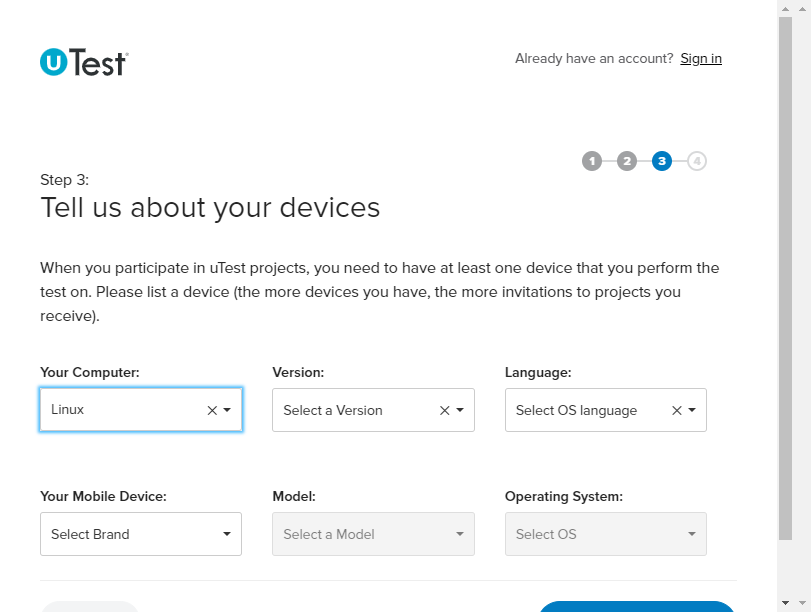 uTest
Already have an account? Sign in
1 2 3 4
Step 3:
Tell us about your devices
When you participate in uTest projects, you need to have at least one device that you perform the
test on. Please list a device (the more devices you have, the more invitations to projects you
receive).
Your Computer: Version: Language:
Linux Select a Version Select OS language
Your Mobile Device: Model: Operating System:
Select Brand Select a Model Select OS